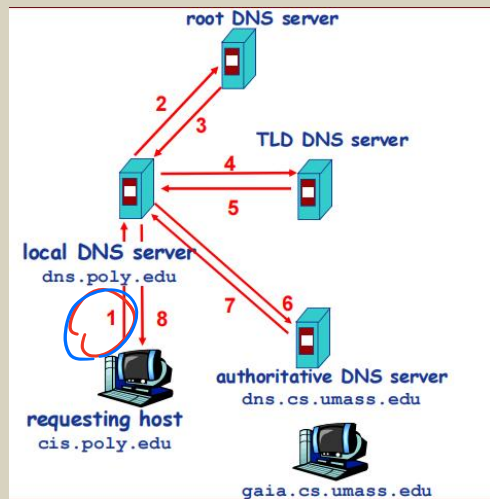 root DNS server
2
3
TLD DNS server
4
5
local DNS server
dns.poly.edu
6
7
1
8
authoritative DNS server
dns.cs.umass.edu
requesting host
cis.poly.edu
gaia.cs.umass.edu